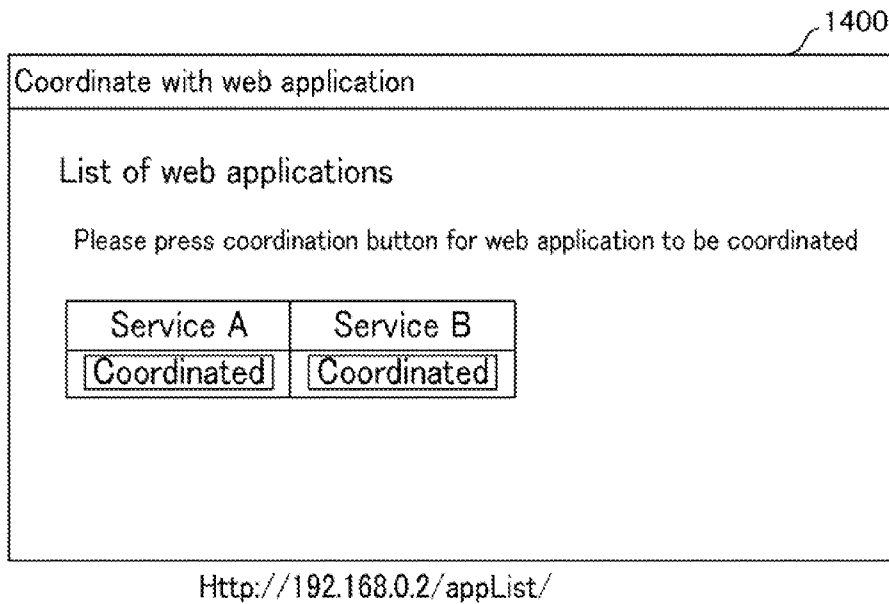 1400
Coordinate with web application
List of web applications
Please press coordination button for web application to be coordinated
Service A Service B
Coordinated Coordinated
Http://192.168.0.2/appList/